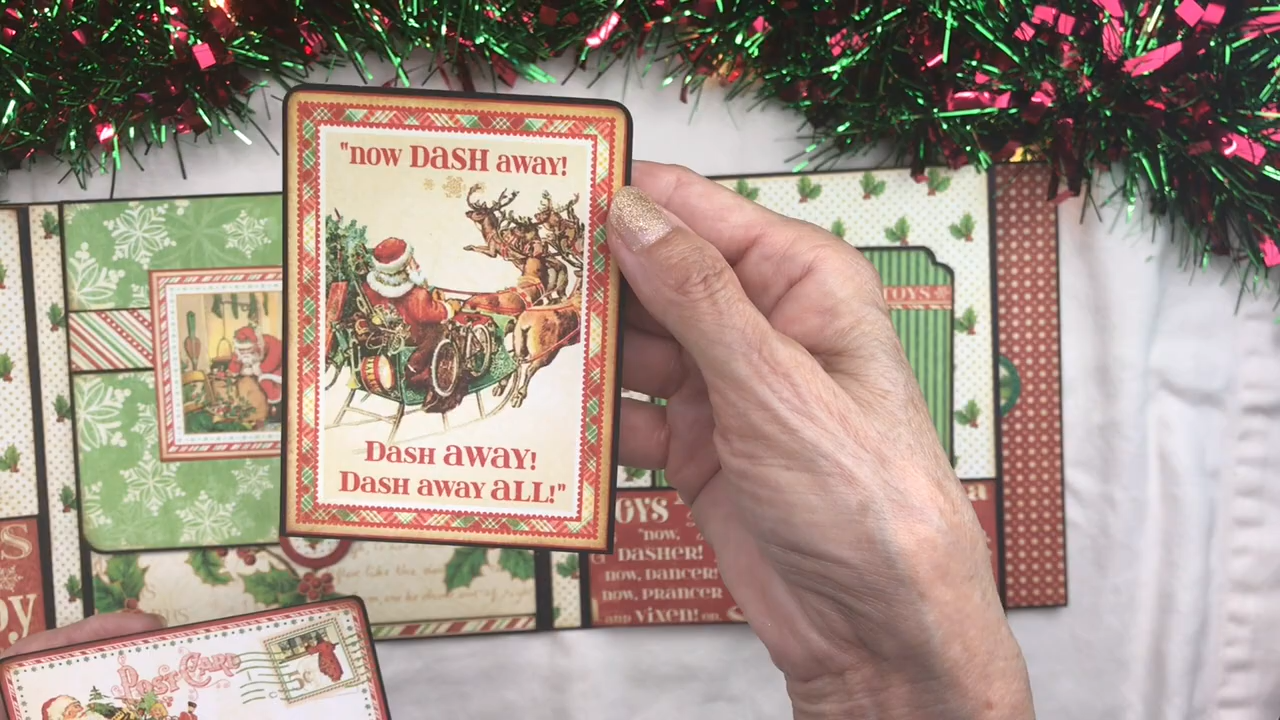 "now DASH away!
Dash away!
Dash away all!"
TOYS
OYS
"now,
Dasher!
now, Dancer!
now, Prancer
and Vixen! on,
Post Card
5c